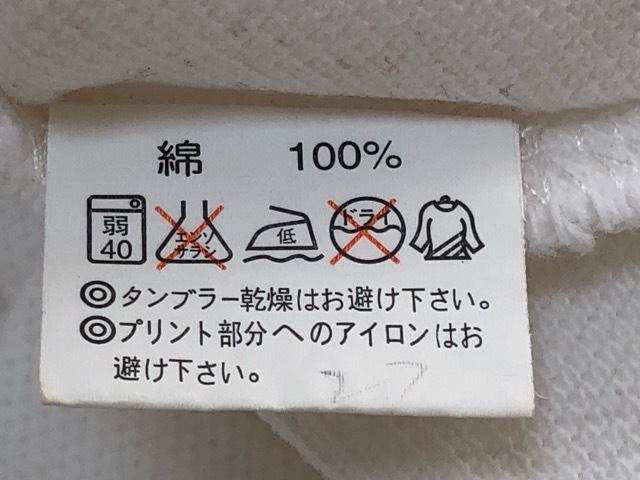 綿 100%
弱
40
エンソ
サラシ
低
ドライ
◎タンブラー乾燥はお避け下さい。
◎プリント部分へのアイロンはお
避け下さい。